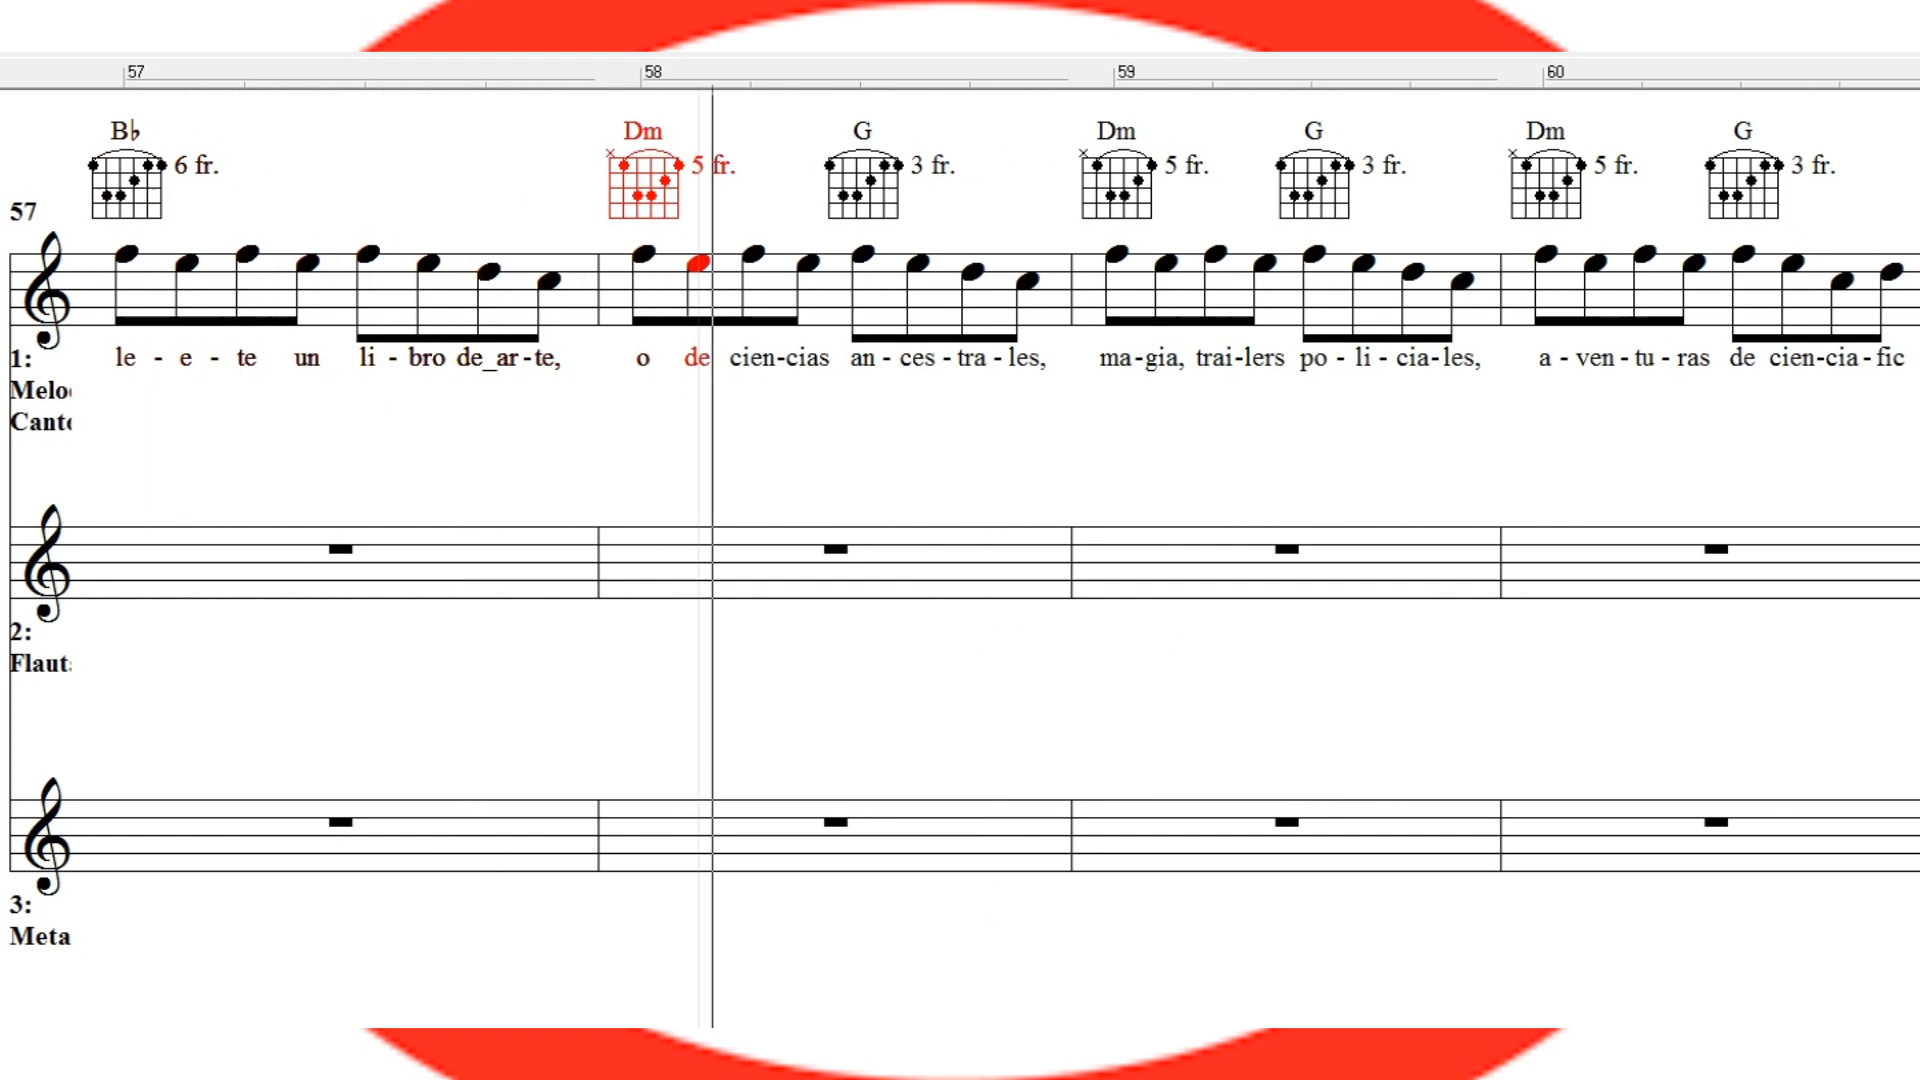 57 58 59 60
B♭ Dm G Dm G Dm G
6 fr. 5 fr. 3 fr. 5 fr. 3 fr. 5 fr. 3 fr.
57
1: le - e - te un li - bro de_ar - te, o de cien-cias an - ces - tra - les, ma-gia, trai-lers po - li - cia-les, a - ven - tu - ras de cien-cia-fic
2:
3:
Meta